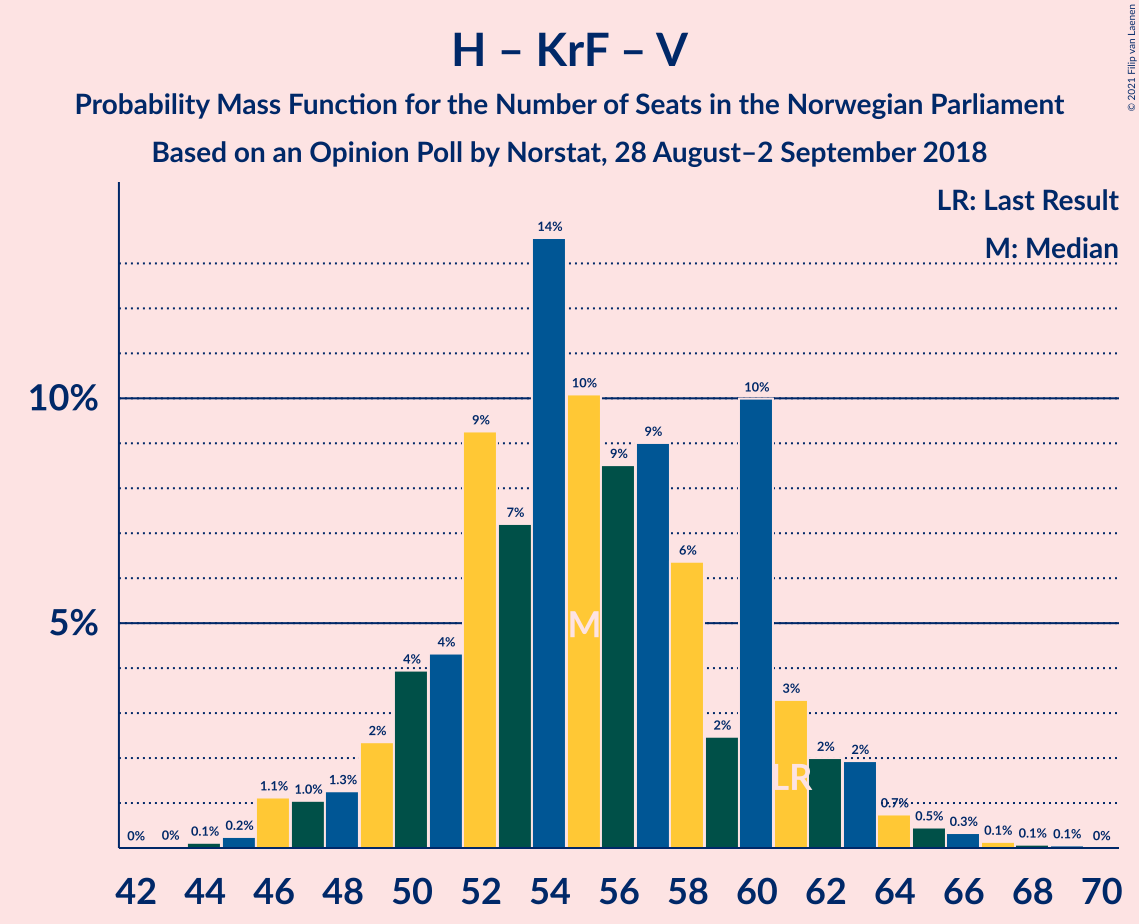 H – KrF – V
Probability Mass Function for the Number of Seats in the Norwegian Parliament
Based on an Opinion Poll by Norstat, 28 August–2 September 2018
© 2021 Filip van Laenen
LR: Last Result
M: Median
10%
5%
0% 0% 0.1% 0.2% 1.1% 1.0% 1.3% 2% 4% 4% 9% 7% 14% 10% 9% 9% 6% 2% 10% 3% 2% 2% 0.7% 0.5% 0.3% 0.1% 0.1% 0.1% 0%
M
LR
42 44 46 48 50 52 54 56 58 60 62 64 66 68 70